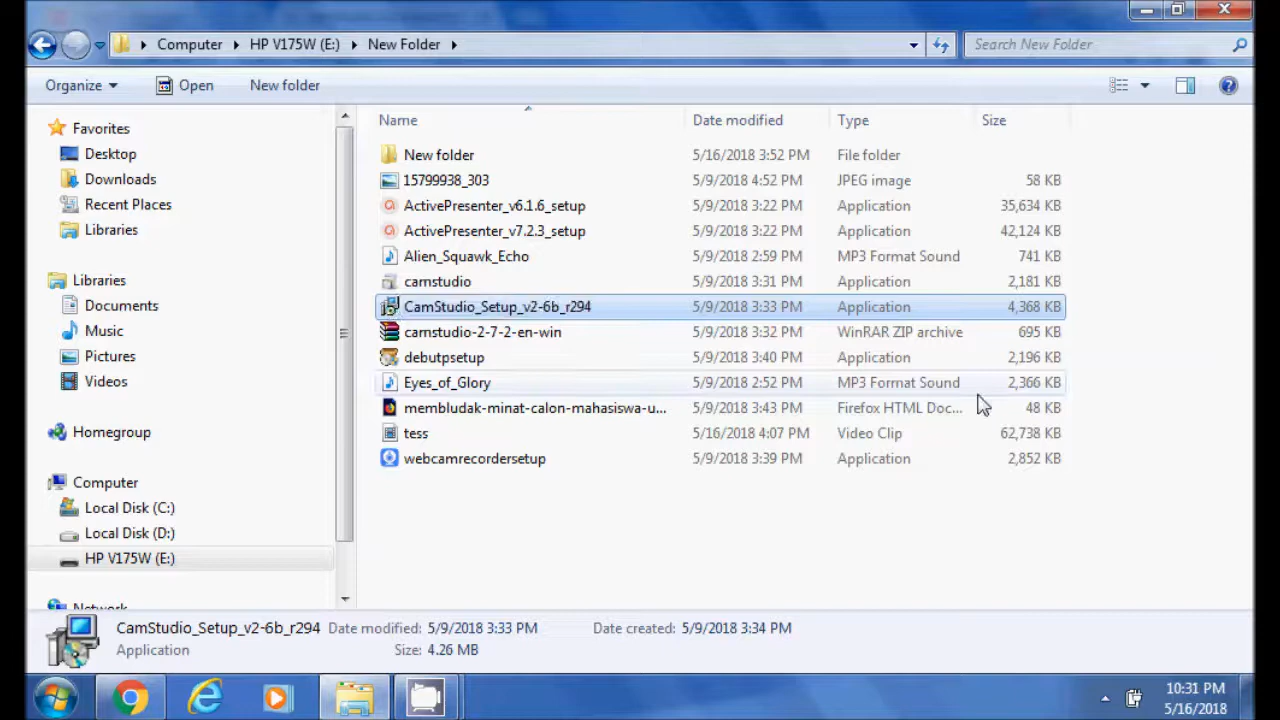 Computer HP V175W (E:) New Folder
Search New Folder
Organize Open New folder
Favorites
Desktop
Downloads
Recent Places
Libraries
Libraries
Documents
Music
Pictures
Videos
Homegroup
Computer
Local Disk (C:)
Local Disk (D:)
HP V175W (E:)
Network
Name Date modified Type Size
New folder 5/16/2018 3:52 PM File folder
15799938_303 5/9/2018 4:52 PM JPEG image 58 KB
ActivePresenter_v6.1.6_setup 5/9/2018 3:22 PM Application 35,634 KB
ActivePresenter_v7.2.3_setup 5/9/2018 3:22 PM Application 42,124 KB
Alien_Squawk_Echo 5/9/2018 2:59 PM MP3 Format Sound 741 KB
camstudio 5/9/2018 3:31 PM Application 2,181 KB
CamStudio_Setup_v2-6b_r294 5/9/2018 3:33 PM Application 4,368 KB
camstudio-2-7-2-en-win 5/9/2018 3:32 PM WinRAR ZIP archive 695 KB
debutpsetup 5/9/2018 3:40 PM Application 2,196 KB
Eyes_of_Glory 5/9/2018 2:52 PM MP3 Format Sound 2,366 KB
membludak-minat-calon-mahasiswa-u... 5/9/2018 3:43 PM Firefox HTML Doc... 48 KB
tess 5/16/2018 4:07 PM Video Clip 62,738 KB
webcamrecordersetup 5/9/2018 3:39 PM Application 2,852 KB
CamStudio_Setup_v2-6b_r294 Date modified: 5/9/2018 3:33 PM Date created: 5/9/2018 3:34 PM
Application Size: 4.26 MB
10:31 PM
5/16/2018